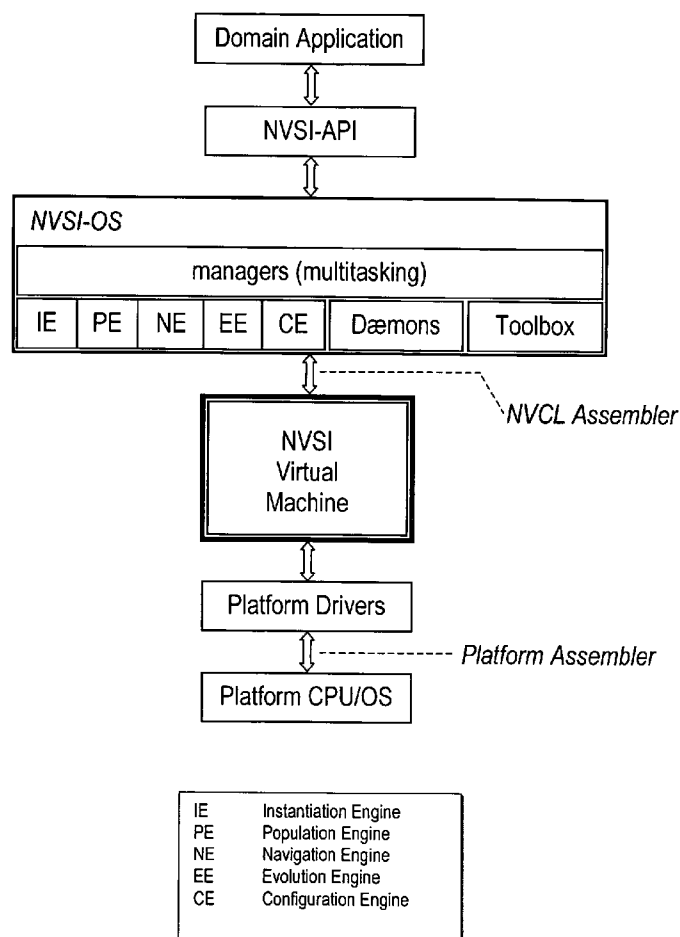 Domain Application
NVSI-API
NVSI-OS
managers (multitasking)
IE PE NE EE CE Dæmons Toolbox
NVCL Assembler
NVSI
Virtual
Machine
Platform Drivers
Platform Assembler
Platform CPU/OS
IE Instantiation Engine
PE Population Engine
NE Navigation Engine
EE Evolution Engine
CE Configuration Engine